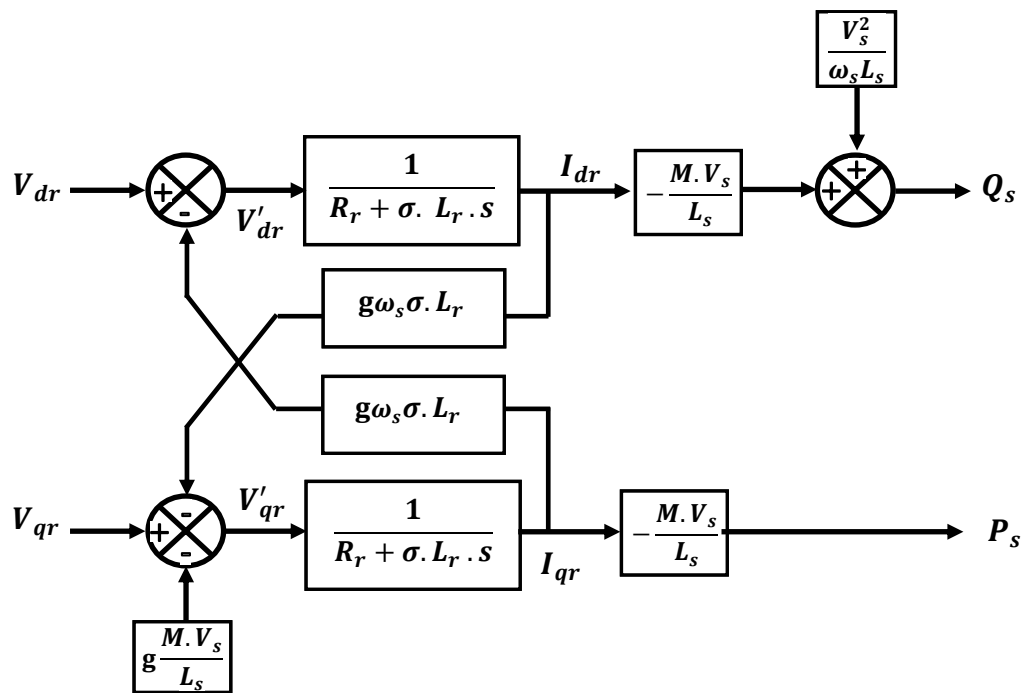 V_s^2 / ω_s L_s
V_dr
+
-
V'_dr
1 / R_r + σ. L_r . s
I_dr
- M.V_s / L_s
+
+
Q_s
gω_s σ. L_r
gω_s σ. L_r
V_qr
+
-
-
V'_qr
1 / R_r + σ. L_r . s
I_qr
- M.V_s / L_s
P_s
g M.V_s / L_s